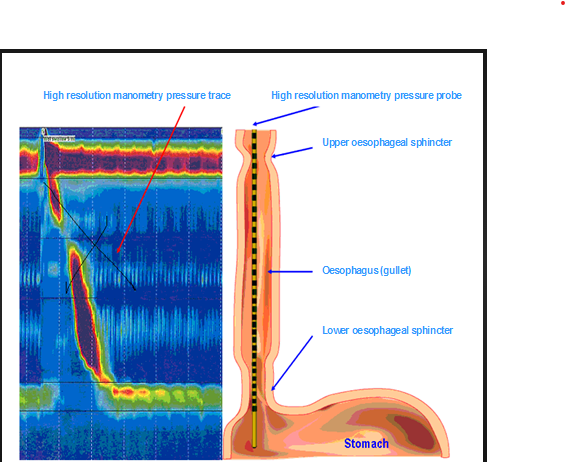 High resolution manometry pressure trace
High resolution manometry pressure probe
Upper oesophageal sphincter
Oesophagus (gullet)
Lower oesophageal sphincter
Stomach